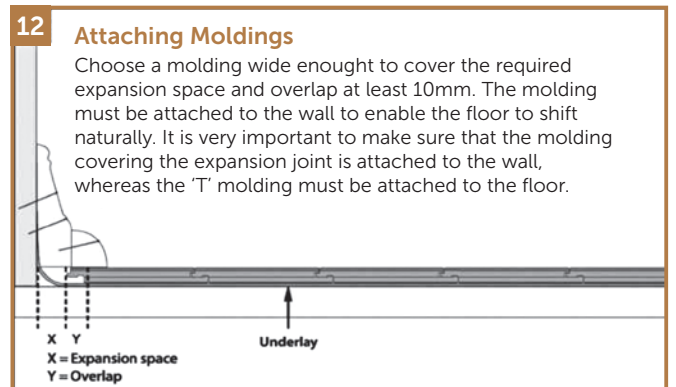 12
Attaching Moldings
Choose a molding wide enought to cover the required
expansion space and overlap at least 10mm. The molding
must be attached to the wall to enable the floor to shift
naturally. It is very important to make sure that the molding
covering the expansion joint is attached to the wall,
whereas the ‘T’ molding must be attached to the floor.
X Y
Underlay
X = Expansion space
Y = Overlap